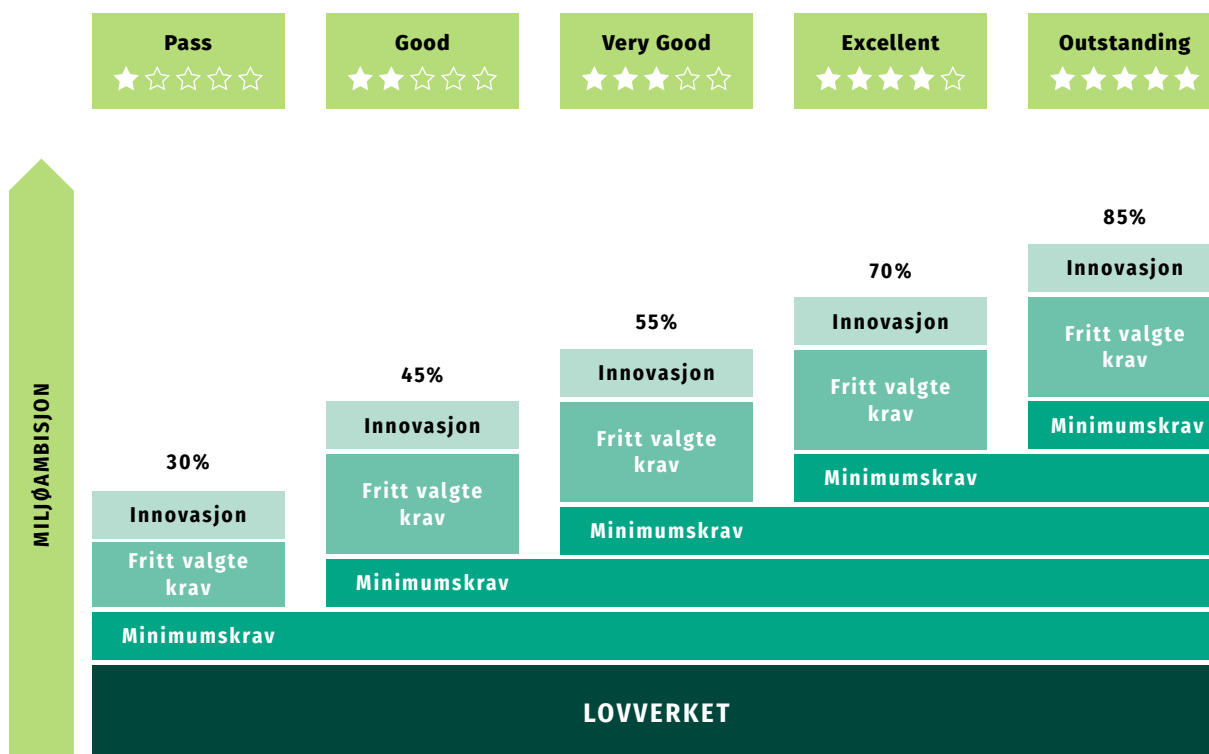 Pass
Good
Very Good
Excellent
Outstanding
85%
Innovasjon
70%
Fritt valgte
krav
Innovasjon
55%
Fritt valgte
krav
Innovasjon
45%
Minimumskrav
Fritt valgte
krav
Innovasjon
30%
Minimumskrav
Fritt valgte
krav
Innovasjon
Minimumskrav
Fritt valgte
krav
Minimumskrav
Minimumskrav
LOVVERKET
MILJØAMBISJON